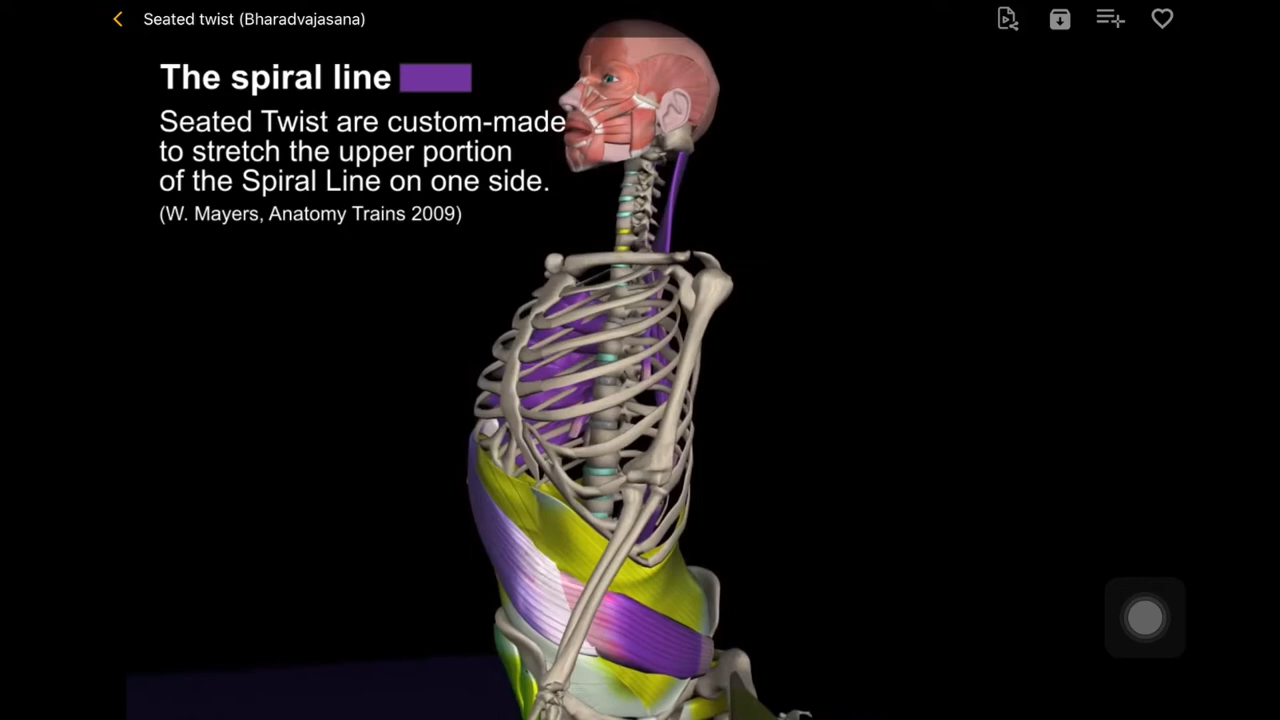 Seated twist (Bharadvajasana)
The spiral line
Seated Twist are custom-made
to stretch the upper portion
of the Spiral Line on one side.
(W. Mayers, Anatomy Trains 2009)